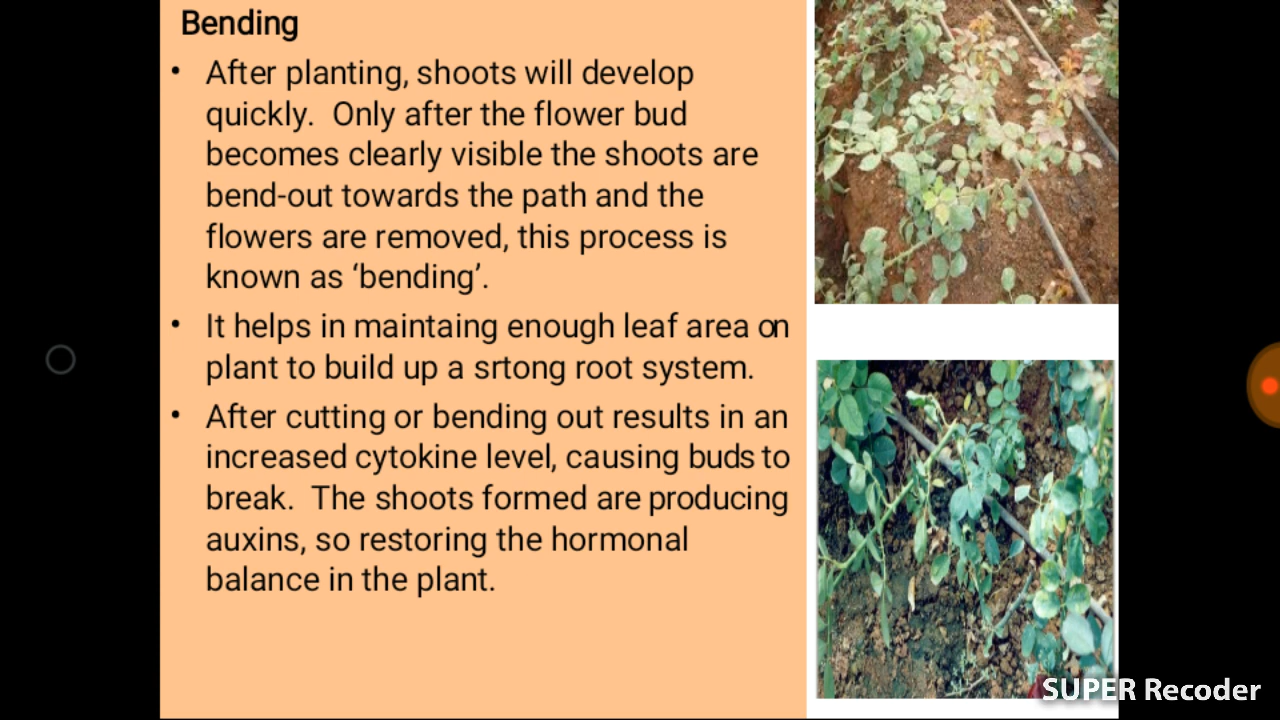 Bending
• After planting, shoots will develop
quickly. Only after the flower bud
becomes clearly visible the shoots are
bend-out towards the path and the
flowers are removed, this process is
known as ‘bending’.
• It helps in maintaing enough leaf area on
plant to build up a srtong root system.
• After cutting or bending out results in an
increased cytokine level, causing buds to
break. The shoots formed are producing
auxins, so restoring the hormonal
balance in the plant.
SUPER Recoder